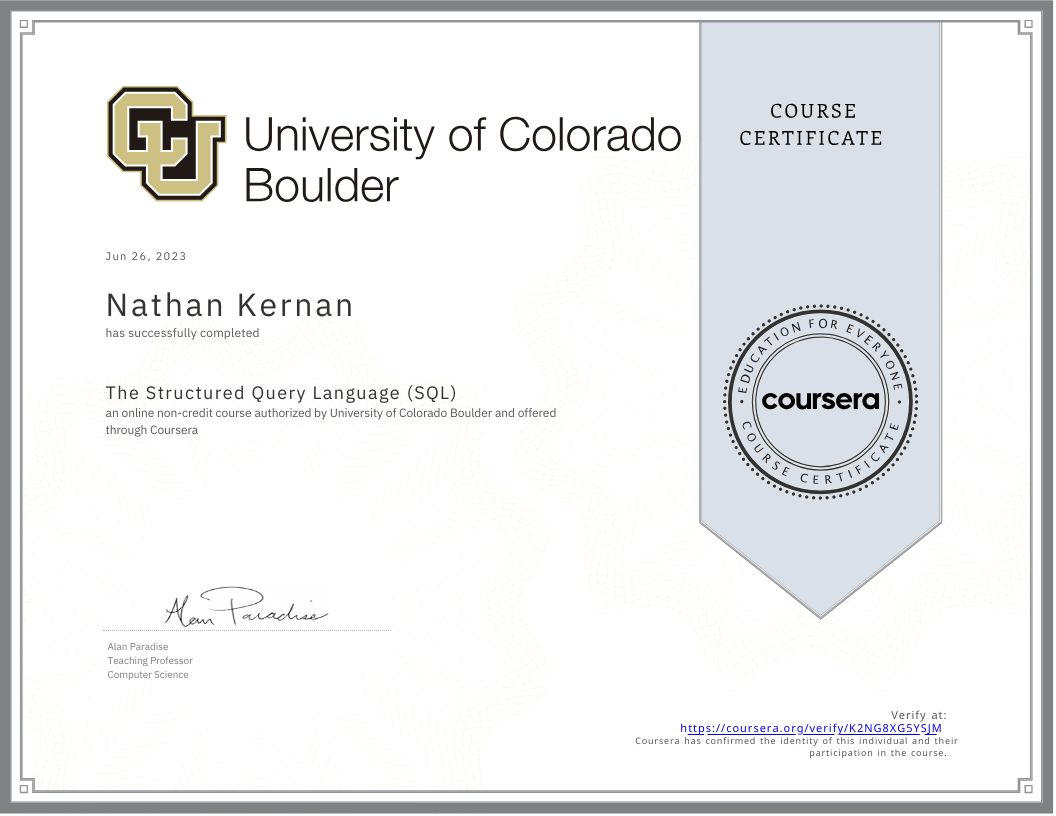 CU
University of Colorado
Boulder
COURSE
CERTIFICATE
Jun 26, 2023
Nathan Kernan
has successfully completed
The Structured Query Language (SQL)
an online non-credit course authorized by University of Colorado Boulder and offered
through Coursera
EDUCATION FOR EVERYONE
coursera
COURSE CERTIFICATE
Alan Paradise
Alan Paradise
Teaching Professor
Computer Science
Verify at:
https://coursera.org/verify/K2NG8XG5YSJM
Coursera has confirmed the identity of this individual and their
participation in the course.